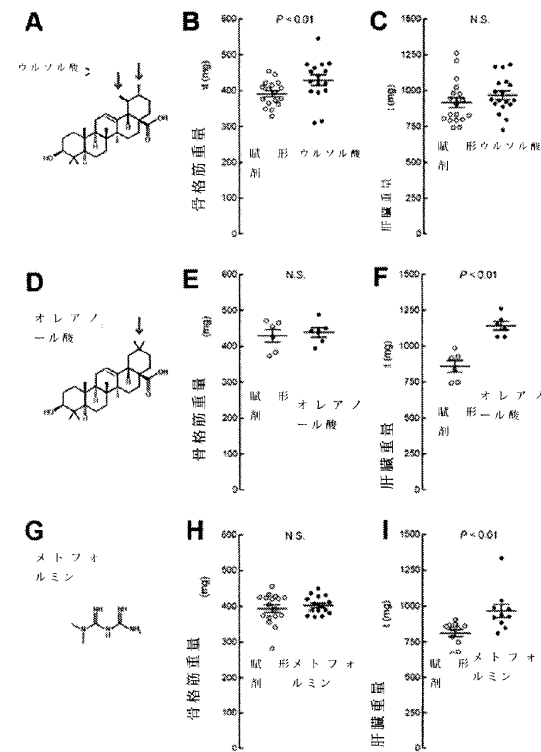 A
ウルソル酸
HO
H
H
OH
O
B
P < 0.01
600
500
400
300
200
100
0
(mg)
骨格筋重量
賦 形 ウルソル酸
剤
C
N.S.
1500
1250
1000
750
500
250
0
(mg)
肝臓重量
賦 形 ウルソル酸
剤
D
オレアノ
ール酸
HO
H
H
OH
O
E
N.S.
600
500
400
300
200
100
0
(mg)
骨格筋重量
賦 形 オレアノ
剤 ール酸
F
P < 0.01
1500
1250
1000
750
500
250
0
(mg)
肝臓重量
賦 形 オレアノ
剤 ール酸
G
メトフォ
ルミン
NH NH
N N NH₂
H
H
N.S.
600
500
400
300
200
100
0
(mg)
骨格筋重量
賦 形 メトフォ
剤 ルミン
I
P < 0.01
1500
1250
1000
750
500
250
0
(mg)
肝臓重量
賦 形 メトフォ
剤 ルミン